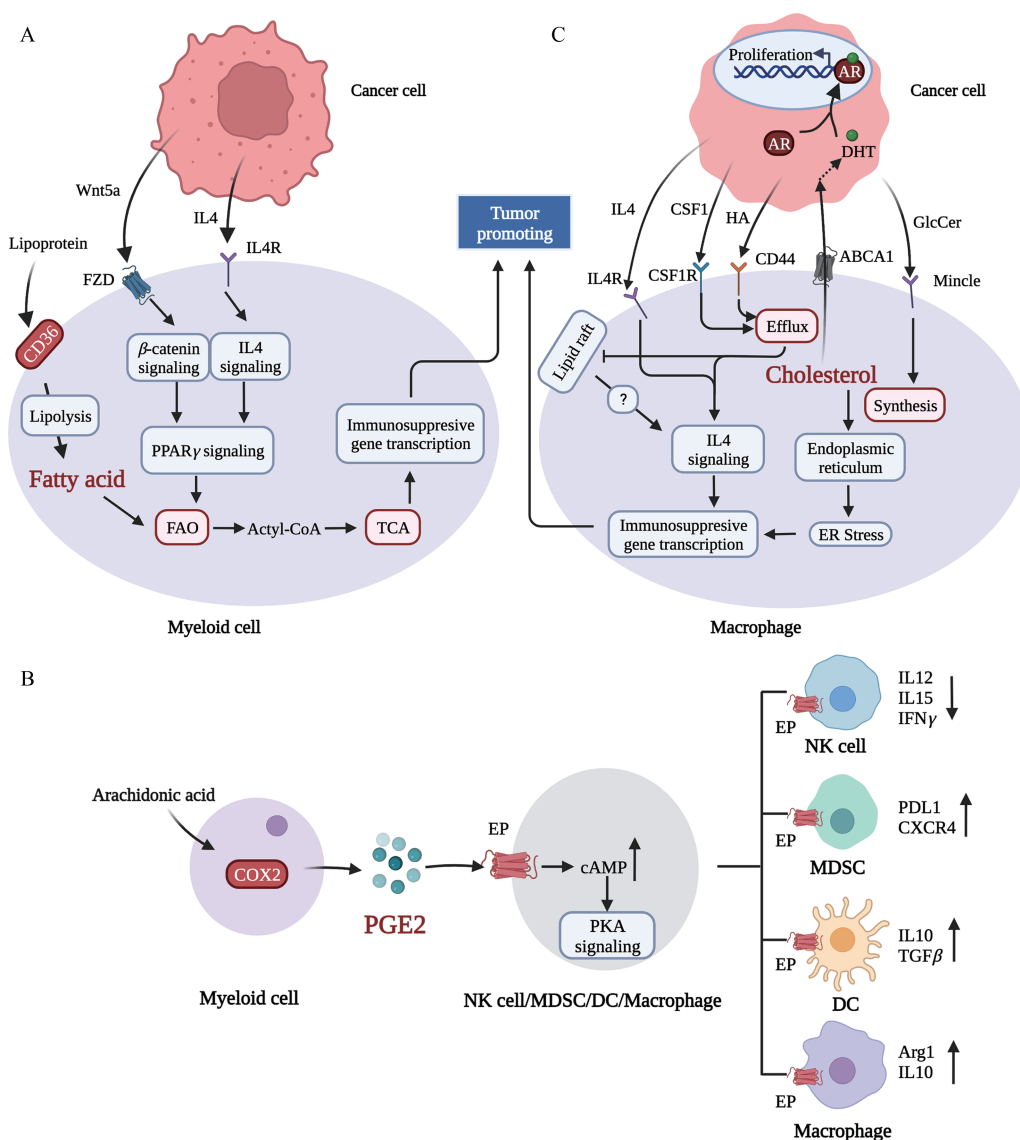 A
Cancer cell
Wnt5a
IL4
Lipoprotein
FZD
IL4R
CD36
β-catenin
signaling
IL4
signaling
Lipolysis
PPARγ signaling
Immunosuppresive
gene transcription
Fatty acid
FAO
Actyl-CoA
TCA
Myeloid cell
Tumor
promoting
C
Proliferation
AR
Cancer cell
AR
DHT
IL4
CSF1
HA
GlcCer
IL4R
CSF1R
CD44
ABCA1
Mincle
Lipid raft
Efflux
Cholesterol
?
Synthesis
IL4
signaling
Endoplasmic
reticulum
Immunosuppresive
gene transcription
ER Stress
Macrophage
B
Arachidonic acid
COX2
Myeloid cell
PGE2
EP
cAMP
PKA
signaling
NK cell/MDSC/DC/Macrophage
EP
NK cell
IL12
IL15
IFNγ
EP
MDSC
PDL1
CXCR4
EP
DC
IL10
TGFβ
EP
Macrophage
Arg1
IL10